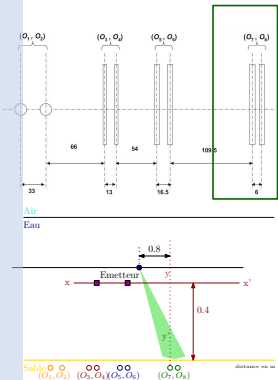 (O₁, O₂) (O₃, O₄) (O₅, O₆) (O₇, O₈)
66 54 109.5
33 13 16.5 6
Air
Eau
0.8
Emetteur
y
x x'
0.4
y'
Sable
(O₁,O₂) (O₃,O₄) (O₅,O₆) (O₇,O₈)
distance en m